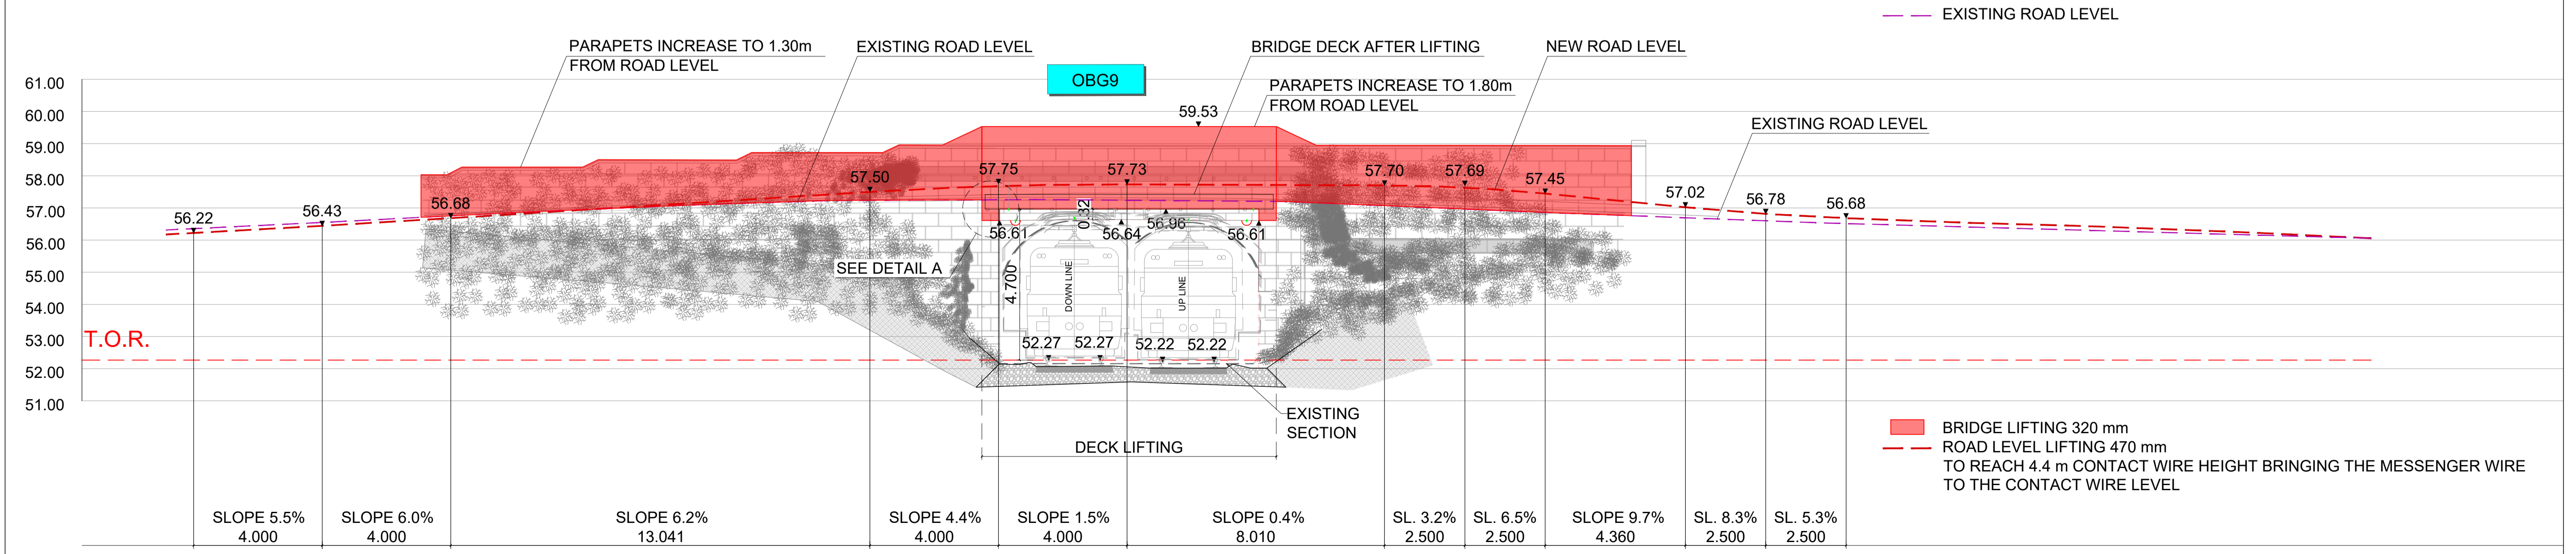 EXISTING ROAD LEVEL
PARAPETS INCREASE TO 1.30m
FROM ROAD LEVEL
EXISTING ROAD LEVEL
OBG9
BRIDGE DECK AFTER LIFTING
NEW ROAD LEVEL
PARAPETS INCREASE TO 1.80m
FROM ROAD LEVEL
EXISTING ROAD LEVEL
61.00
60.00
59.00
58.00
57.00
56.00
55.00
54.00
53.00
52.00
51.00
T.O.R.
59.53
56.22
56.43
56.68
57.50
57.75
57.73
57.70
57.69
57.45
57.02
56.78
56.68
0.32
56.61
56.64
56.96
56.61
SEE DETAIL A
4.700
DOWN LINE
UP LINE
52.27
52.27
52.22
52.22
EXISTING
SECTION
DECK LIFTING
BRIDGE LIFTING 320 mm
ROAD LEVEL LIFTING 470 mm
TO REACH 4.4 m CONTACT WIRE HEIGHT BRINGING THE MESSENGER WIRE
TO THE CONTACT WIRE LEVEL
SLOPE 5.5%
4.000
SLOPE 6.0%
4.000
SLOPE 6.2%
13.041
SLOPE 4.4%
4.000
SLOPE 1.5%
4.000
SLOPE 0.4%
8.010
SL. 3.2%
2.500
SL. 6.5%
2.500
SLOPE 9.7%
4.360
SL. 8.3%
2.500
SL. 5.3%
2.500